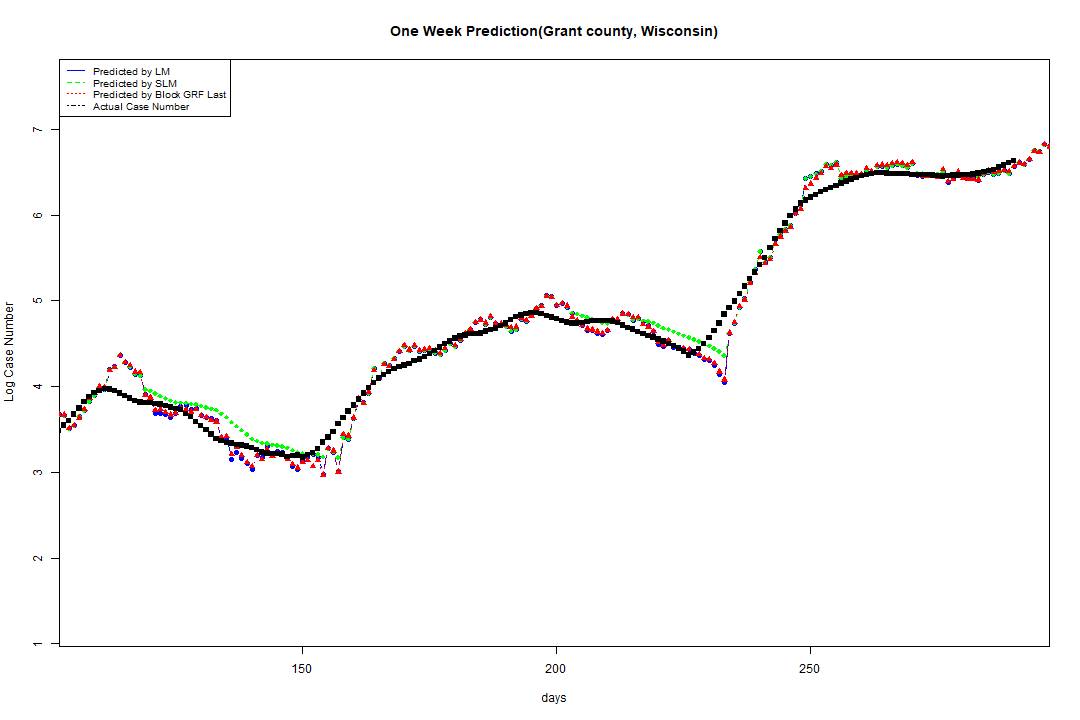 One Week Prediction(Grant county, Wisconsin)
Predicted by LM
Predicted by SLM
Predicted by Block GRF Last
Actual Case Number
7
6
5
4
3
2
1
Log Case Number
150
200
250
days